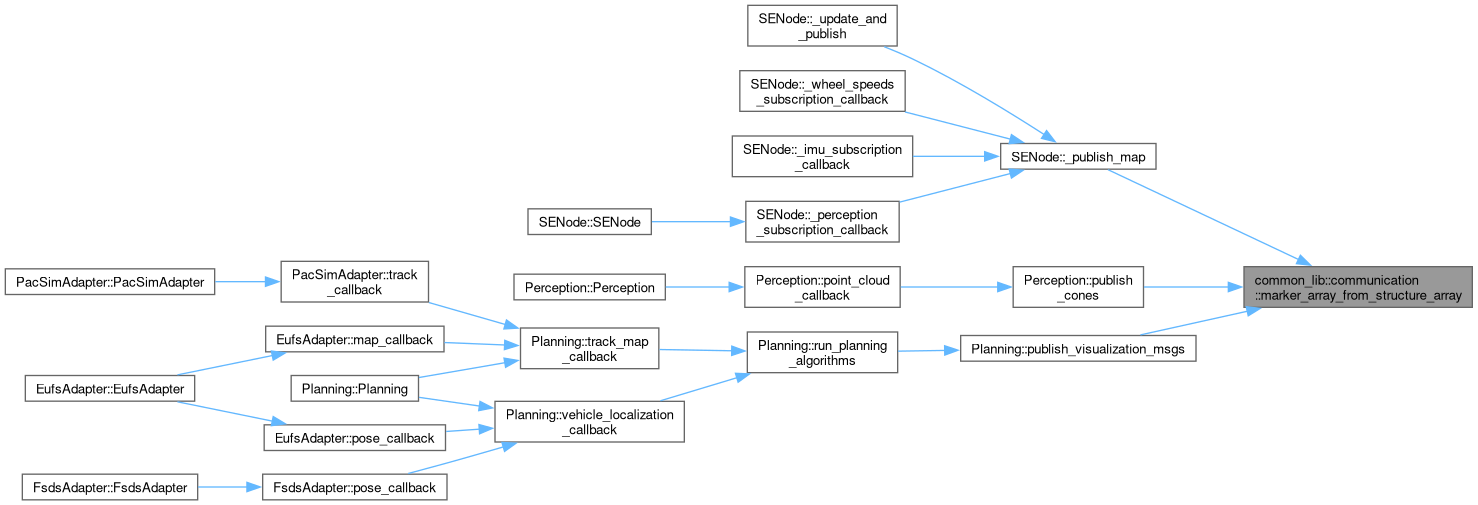 SENode::_update_and
_publish
SENode::_wheel_speeds
_subscription_callback
SENode::_imu_subscription
_callback
SENode::_publish_map
SENode::SENode
SENode::_perception
_subscription_callback
PacSimAdapter::PacSimAdapter
PacSimAdapter::track
_callback
Perception::Perception
Perception::point_cloud
_callback
Perception::publish
_cones
common_lib::communication
::marker_array_from_structure_array
EufsAdapter::map_callback
Planning::track_map
_callback
Planning::run_planning
_algorithms
Planning::publish_visualization_msgs
EufsAdapter::EufsAdapter
Planning::Planning
Planning::vehicle_localization
_callback
EufsAdapter::pose_callback
FsdsAdapter::FsdsAdapter
FsdsAdapter::pose_callback